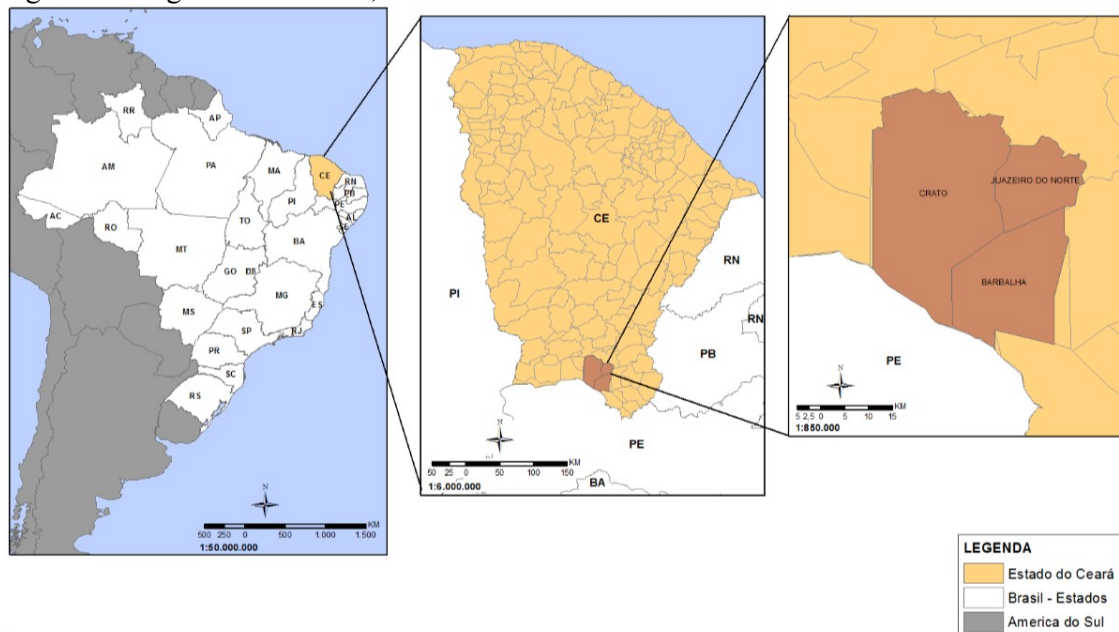 RR
AP
AM
PA
MA
CE
RN
PB
PE
PI
AL
SE
AC
RO
TO
BA
MT
GO
DF
MG
ES
MS
SP
RJ
PR
SC
RS
N
500 250 0 500 1.000 1.500 KM
1:50.000.000
CE
PI
RN
RN
PB
PE
BA
N
50 25 0 50 100 150 KM
1:6.000.000
CRATO
JUAZEIRO DO NORTE
BARBALHA
PE
N
5 2,5 0 5 10 15 KM
1:850.000
LEGENDA
Estado do Ceará
Brasil - Estados
America do Sul